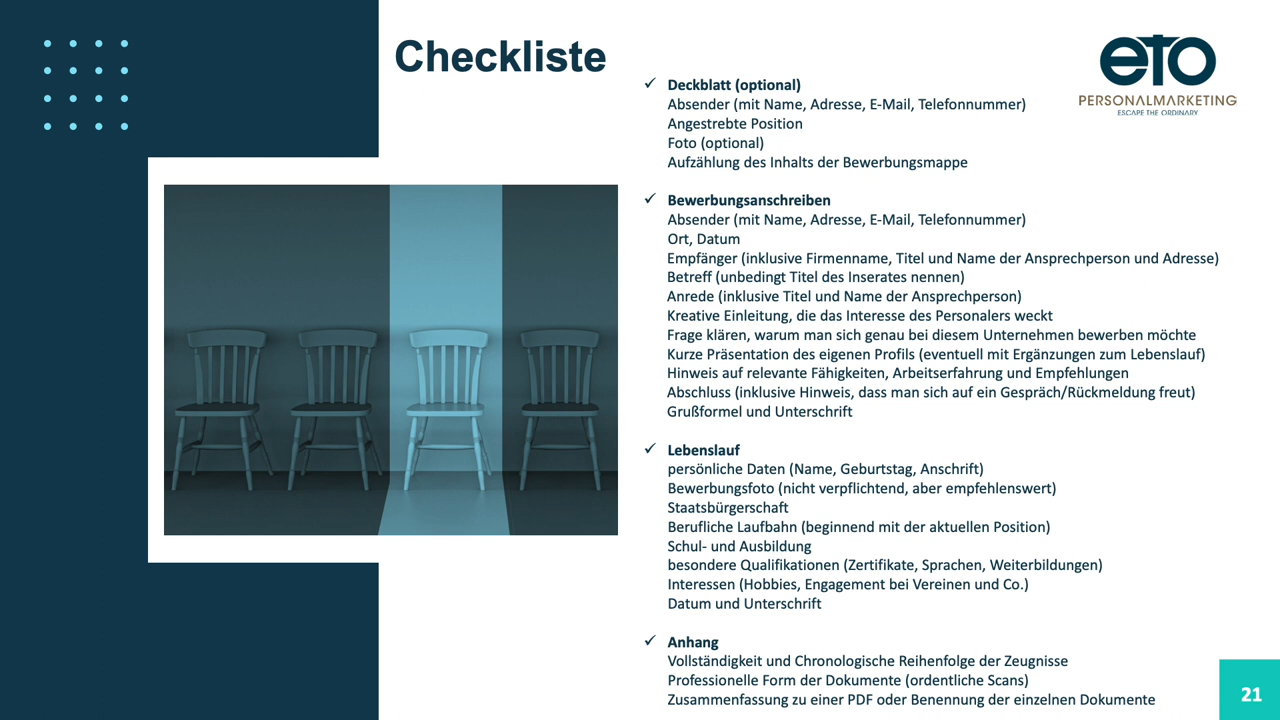 Checkliste
eTO
PERSONALMARKETING
ESCAPE THE ORDINARY
✓ Deckblatt (optional)
Absender (mit Name, Adresse, E-Mail, Telefonnummer)
Angestrebte Position
Foto (optional)
Aufzählung des Inhalts der Bewerbungsmappe
✓ Bewerbungsanschreiben
Absender (mit Name, Adresse, E-Mail, Telefonnummer)
Ort, Datum
Empfänger (inklusive Firmenname, Titel und Name der Ansprechperson und Adresse)
Betreff (unbedingt Titel des Inserates nennen)
Anrede (inklusive Titel und Name der Ansprechperson)
Kreative Einleitung, die das Interesse des Personalers weckt
Frage klären, warum man sich genau bei diesem Unternehmen bewerben möchte
Kurze Präsentation des eigenen Profils (eventuell mit Ergänzungen zum Lebenslauf)
Hinweis auf relevante Fähigkeiten, Arbeitserfahrung und Empfehlungen
Abschluss (inklusive Hinweis, dass man sich auf ein Gespräch/Rückmeldung freut)
Grußformel und Unterschrift
✓ Lebenslauf
persönliche Daten (Name, Geburtstag, Anschrift)
Bewerbungsfoto (nicht verpflichtend, aber empfehlenswert)
Staatsbürgerschaft
Berufliche Laufbahn (beginnend mit der aktuellen Position)
Schul- und Ausbildung
besondere Qualifikationen (Zertifikate, Sprachen, Weiterbildungen)
Interessen (Hobbies, Engagement bei Vereinen und Co.)
Datum und Unterschrift
✓ Anhang
Vollständigkeit und Chronologische Reihenfolge der Zeugnisse
Professionelle Form der Dokumente (ordentliche Scans)
Zusammenfassung zu einer PDF oder Benennung der einzelnen Dokumente
21